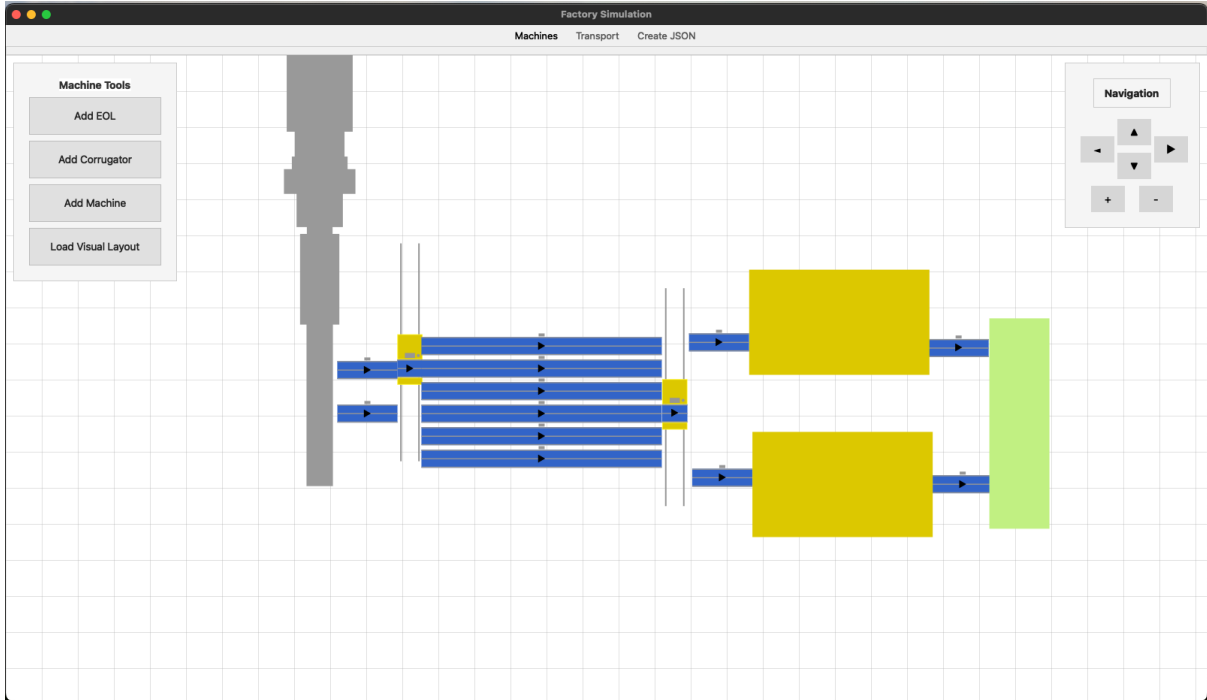 Factory Simulation
Machines Transport Create JSON
Machine Tools
Add EOL
Add Corrugator
Add Machine
Load Visual Layout
Navigation
+ -